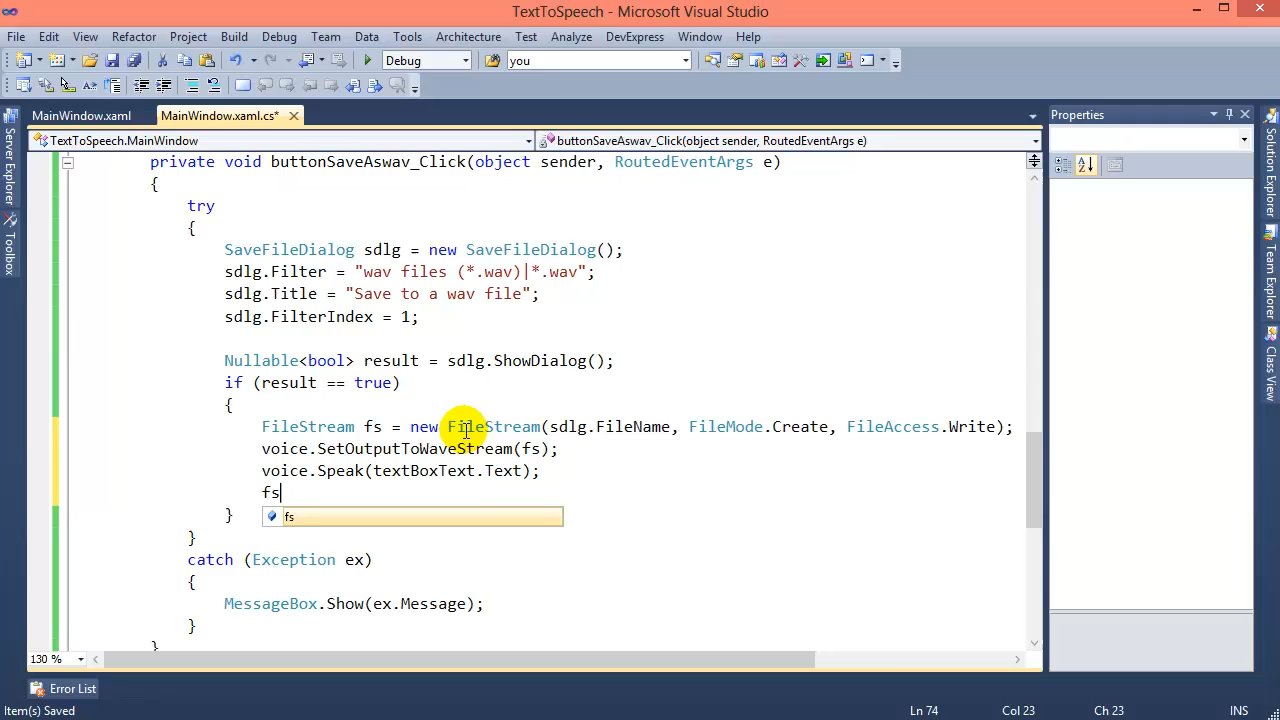 TextToSpeech - Microsoft Visual Studio
File Edit View Refactor Project Build Debug Team Data Tools Architecture Test Analyze DevExpress Window Help
Debug you
MainWindow.xaml MainWindow.xaml.cs* Properties
TextToSpeech.MainWindow buttonSaveAswav_Click(object sender, RoutedEventArgs e)
private void buttonSaveAswav_Click(object sender, RoutedEventArgs e)
{
try
{
SaveFileDialog sdlg = new SaveFileDialog();
sdlg.Filter = "wav files (*.wav)|*.wav";
sdlg.Title = "Save to a wav file";
sdlg.FilterIndex = 1;
Nullable<bool> result = sdlg.ShowDialog();
if (result == true)
{
FileStream fs = new FileStream(sdlg.FileName, FileMode.Create, FileAccess.Write);
voice.SetOutputToWaveStream(fs);
voice.Speak(textBoxText.Text);
fs
} fs
}
catch (Exception ex)
{
MessageBox.Show(ex.Message);
}
}
130 %
Error List
Item(s) Saved Ln 74 Col 23 Ch 23 INS
Server Explorer
Toolbox
Solution Explorer
Team Explorer
Class View